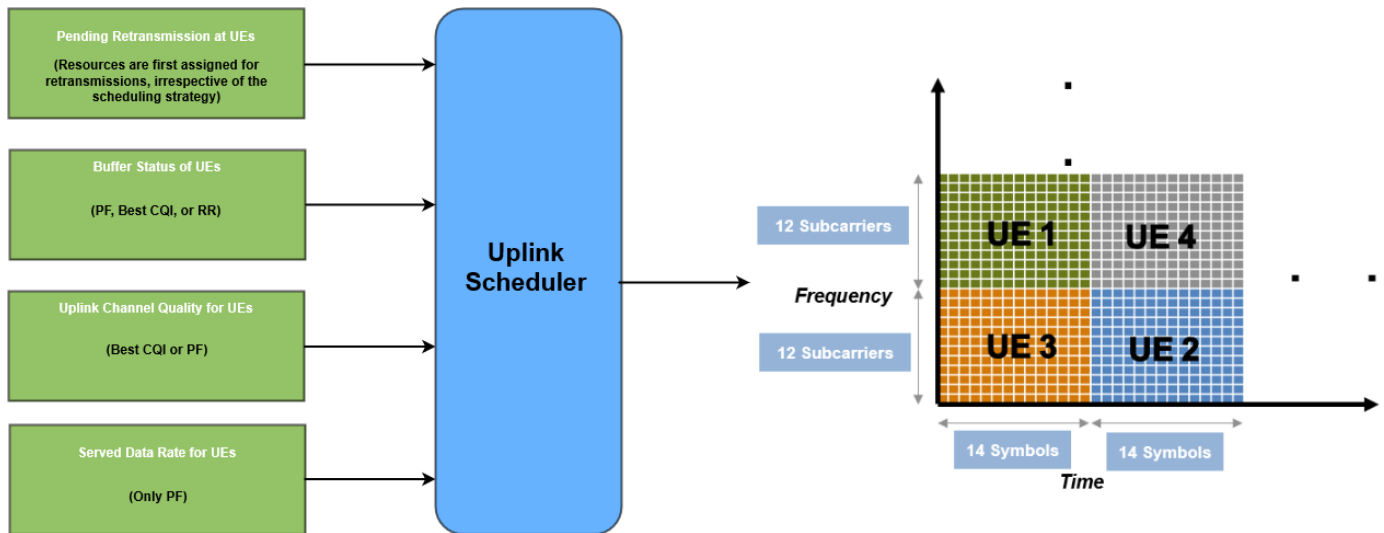 Pending Retransmission at UEs
(Resources are first assigned for
retransmissions, irrespective of the
scheduling strategy)
Buffer Status of UEs
(PF, Best CQI, or RR)
Uplink Channel Quality for UEs
(Best CQI or PF)
Served Data Rate for UEs
(Only PF)
Uplink
Scheduler
12 Subcarriers
Frequency
12 Subcarriers
UE 1
UE 4
UE 3
UE 2
14 Symbols
14 Symbols
Time